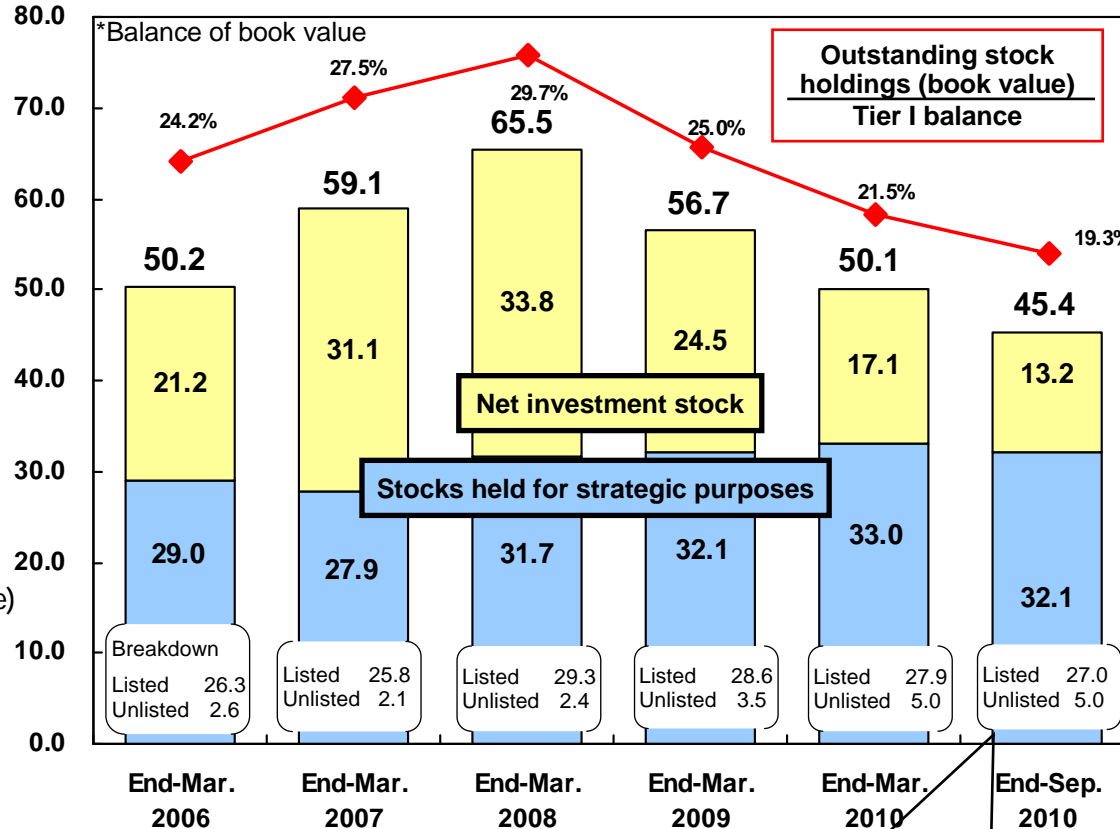 80.0
*Balance of book value
Outstanding stock
holdings (book value)
Tier I balance
70.0
60.0
50.0
40.0
30.0
20.0
10.0
0.0
e)
24.2%
27.5%
29.7%
25.0%
21.5%
19.3%
50.2
59.1
65.5
56.7
50.1
45.4
21.2
31.1
33.8
24.5
17.1
13.2
Net investment stock
Stocks held for strategic purposes
29.0
27.9
31.7
32.1
33.0
32.1
Breakdown
Listed 26.3
Unlisted 2.6
Listed 25.8
Unlisted 2.1
Listed 29.3
Unlisted 2.4
Listed 28.6
Unlisted 3.5
Listed 27.9
Unlisted 5.0
Listed 27.0
Unlisted 5.0
End-Mar.
2006
End-Mar.
2007
End-Mar.
2008
End-Mar.
2009
End-Mar.
2010
End-Sep.
2010